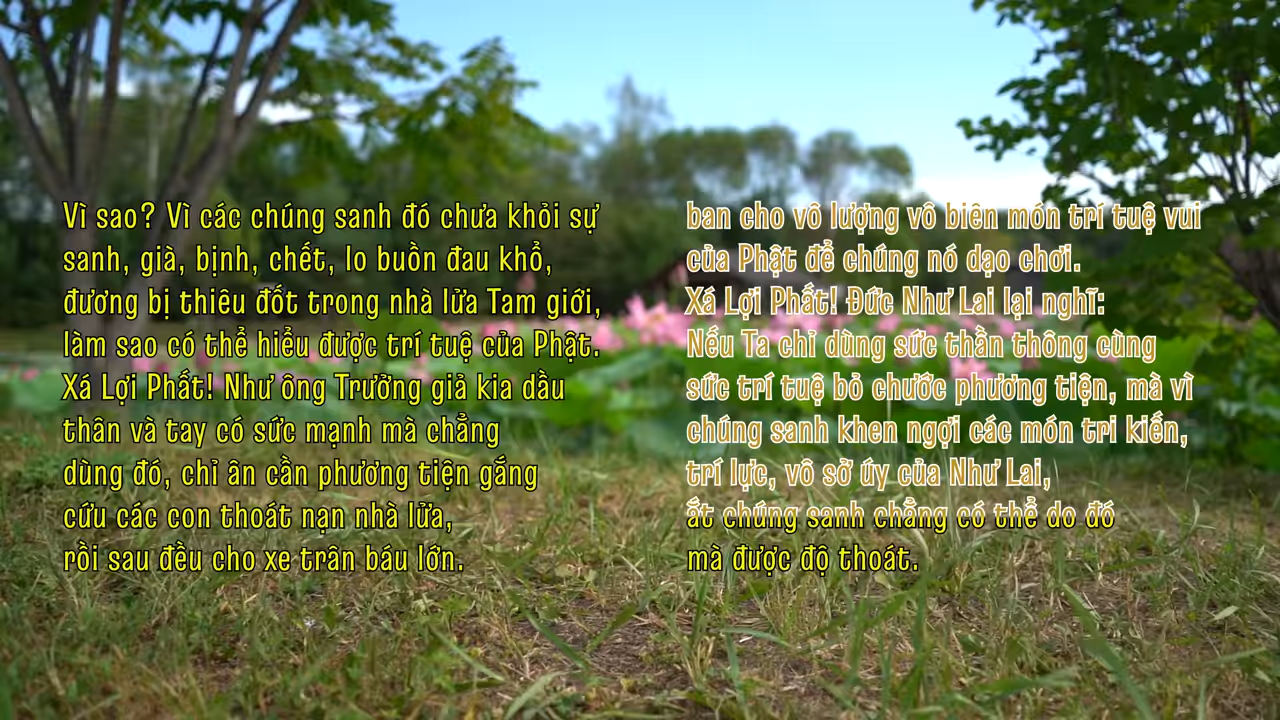 Vì sao? Vì các chúng sanh đó chưa khỏi sự
sanh, già, bịnh, chết, lo buồn đau khổ,
đương bị thiêu đốt trong nhà lửa Tam giới,
làm sao có thể hiểu được trí tuệ của Phật.
Xá Lợi Phất! Như ông Trưởng giả kia dầu
thân và tay có sức mạnh mà chẳng
dùng đó, chỉ ân cần phương tiện gắng
cứu các con thoát nạn nhà lửa,
rồi sau đều cho xe trân báu lớn.
ban cho vô lượng vô biên món trí tuệ vui
của Phật để chúng nó dạo chơi.
Xá Lợi Phất! Đức Như Lai lại nghĩ:
Nếu Ta chỉ dùng sức thần thông cùng
sức trí tuệ bỏ chước phương tiện, mà vì
chúng sanh khen ngợi các món tri kiến,
trí lực, vô sở úy của Như Lai,
ắt chúng sanh chẳng có thể do đó
mà được độ thoát.